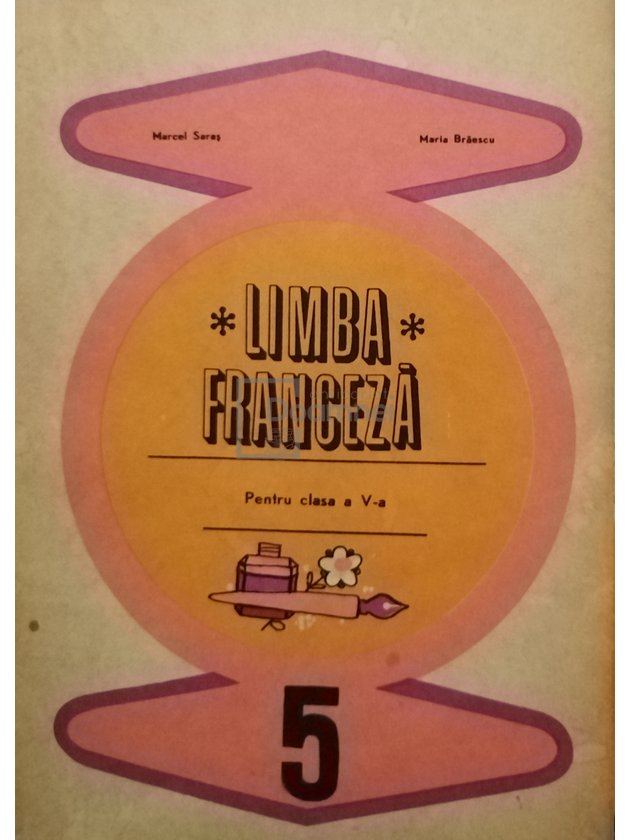 Marcel Saraș
Maria Brăescu
* LIMBA *
FRANCEZĂ
Pentru clasa a V-a
5